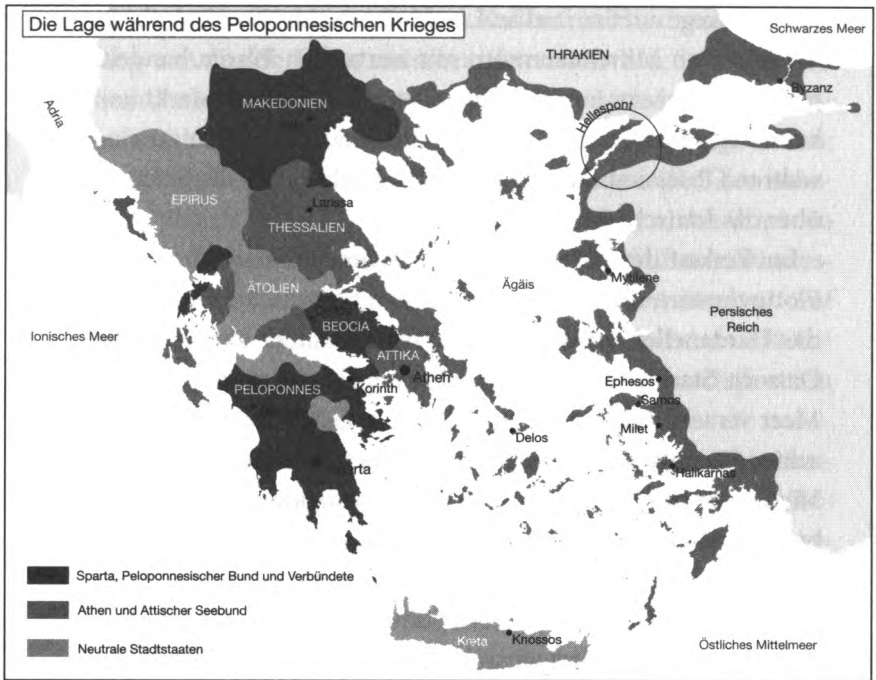 Die Lage während des Peloponnesischen Krieges
Schwarzes Meer
THRAKIEN
Byzanz
Adria
MAKEDONIEN
Hellespont
EPIRUS
Larissa
THESSALIEN
Ägäis
Mytilene
ÄTOLIEN
BEOCIA
Persisches
Reich
Ionisches Meer
ATTIKA
Athen
Korinth
PELOPONNES
Ephesos
Samos
Delos
Milet
Halikarnas
Sparta, Peloponnesischer Bund und Verbündete
Athen und Attischer Seebund
Neutrale Stadtstaaten
Kreta
Knossos
Östliches Mittelmeer